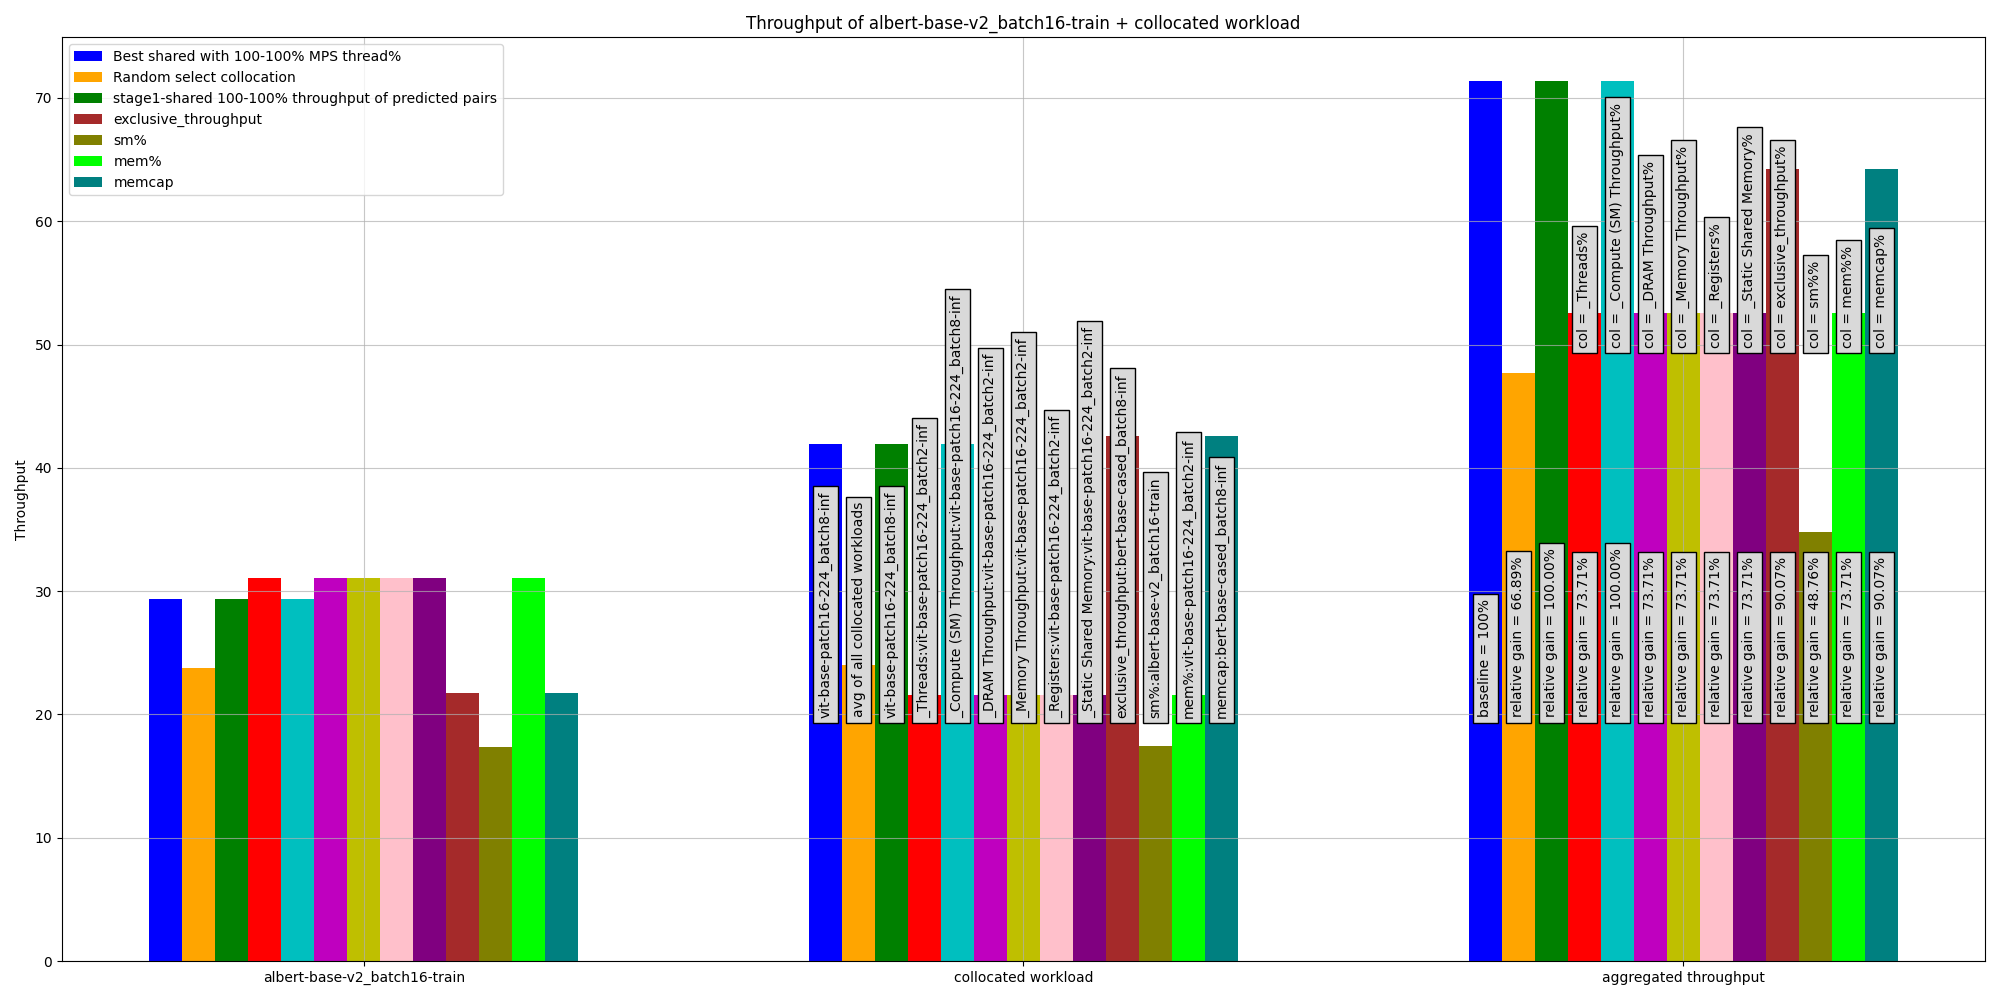 Throughput of albert-base-v2_batch16-train + collocated workload
Best shared with 100-100% MPS thread%
Random select collocation
stage1-shared 100-100% throughput of predicted pairs
exclusive_throughput
sm%
mem%
memcap
Throughput
70
60
50
40
30
20
10
0
vit-base-patch16-224_batch8-inf
avg of all collocated workloads
vit-base-patch16-224_batch8-inf
_Threads:vit-base-patch16-224_batch2-inf
_Compute (SM) Throughput:vit-base-patch16-224_batch8-inf
_DRAM Throughput:vit-base-patch16-224_batch2-inf
_Memory Throughput:vit-base-patch16-224_batch2-inf
_Registers:vit-base-patch16-224_batch2-inf
_Static Shared Memory:vit-base-patch16-224_batch2-inf
exclusive_throughput:bert-base-cased_batch8-inf
sm%:albert-base-v2_batch16-train
mem%:vit-base-patch16-224_batch2-inf
memcap:bert-base-cased_batch8-inf
col = _Threads%
col = _Compute (SM) Throughput%
col = _DRAM Throughput%
col = _Memory Throughput%
col = _Registers%
col = _Static Shared Memory%
col = exclusive_throughput%
col = sm%%
col = mem%%
col = memcap%
baseline = 100%
relative gain = 66.89%
relative gain = 100.00%
relative gain = 73.71%
relative gain = 100.00%
relative gain = 73.71%
relative gain = 73.71%
relative gain = 73.71%
relative gain = 73.71%
relative gain = 90.07%
relative gain = 48.76%
relative gain = 73.71%
relative gain = 90.07%
albert-base-v2_batch16-train
collocated workload
aggregated throughput